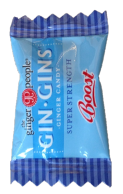 the
ginger
people®
GIN·GINS
GINGER CANDY
SUPER STRENGTH
Boost